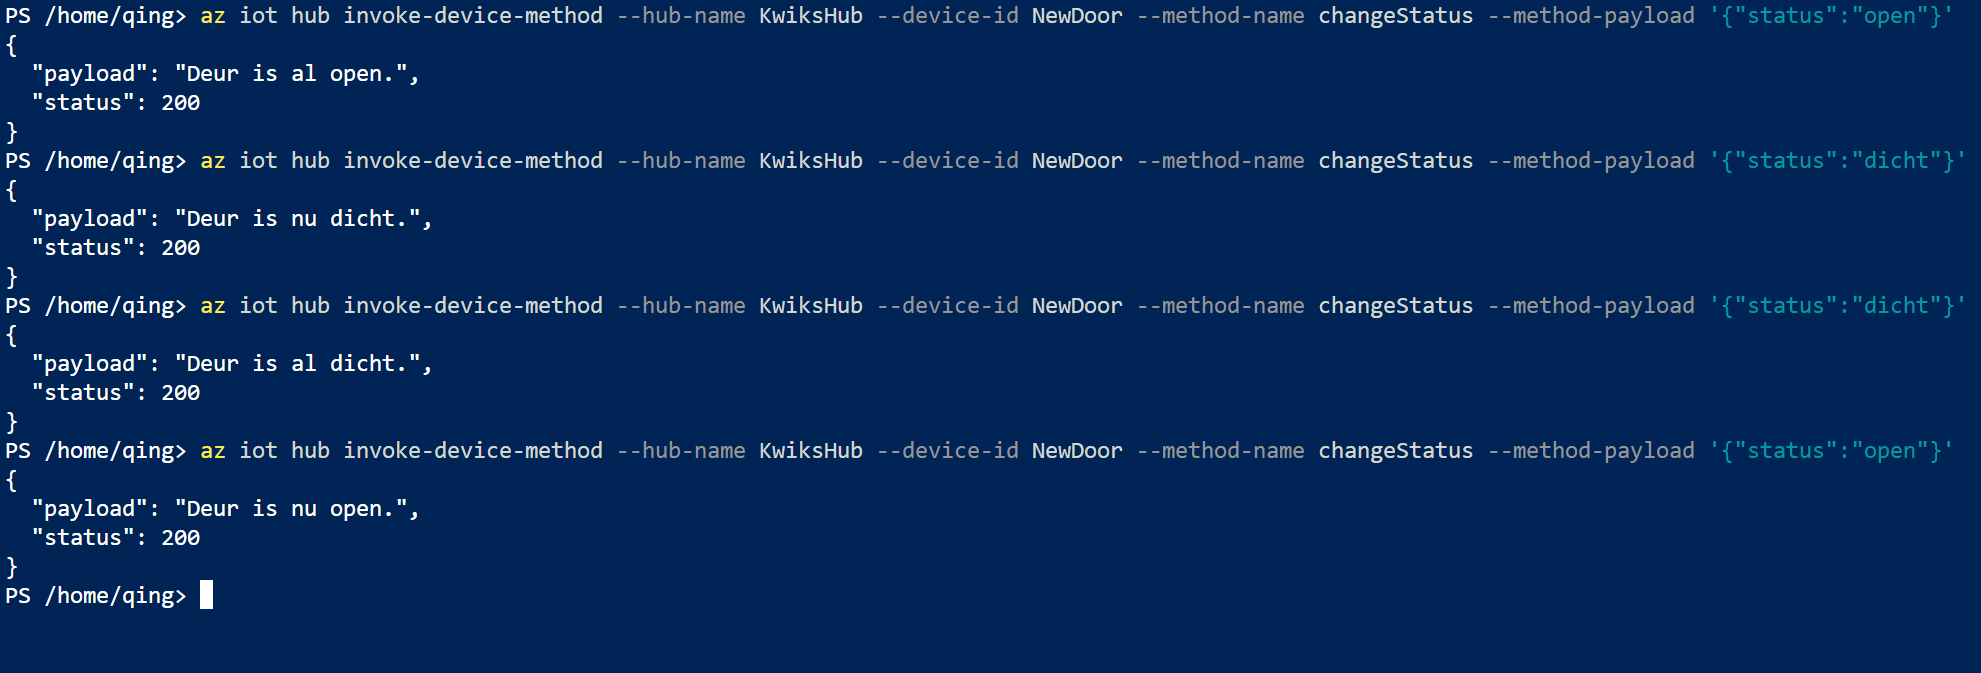 PS /home/qing> az iot hub invoke-device-method --hub-name KwiksHub --device-id NewDoor --method-name changeStatus --method-payload '{"status":"open"}'
{
  "payload": "Deur is al open.",
  "status": 200
}
PS /home/qing> az iot hub invoke-device-method --hub-name KwiksHub --device-id NewDoor --method-name changeStatus --method-payload '{"status":"dicht"}'
{
  "payload": "Deur is nu dicht.",
  "status": 200
}
PS /home/qing> az iot hub invoke-device-method --hub-name KwiksHub --device-id NewDoor --method-name changeStatus --method-payload '{"status":"dicht"}'
{
  "payload": "Deur is al dicht.",
  "status": 200
}
PS /home/qing> az iot hub invoke-device-method --hub-name KwiksHub --device-id NewDoor --method-name changeStatus --method-payload '{"status":"open"}'
{
  "payload": "Deur is nu open.",
  "status": 200
}
PS /home/qing>